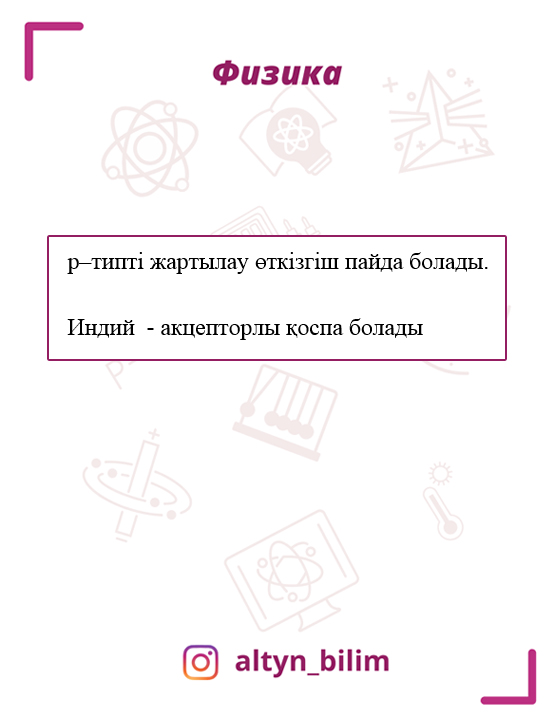 Физика
р–типті жартылау өткізгіш пайда болады.
Индий - акцепторлы қоспа болады
altyn_bilim